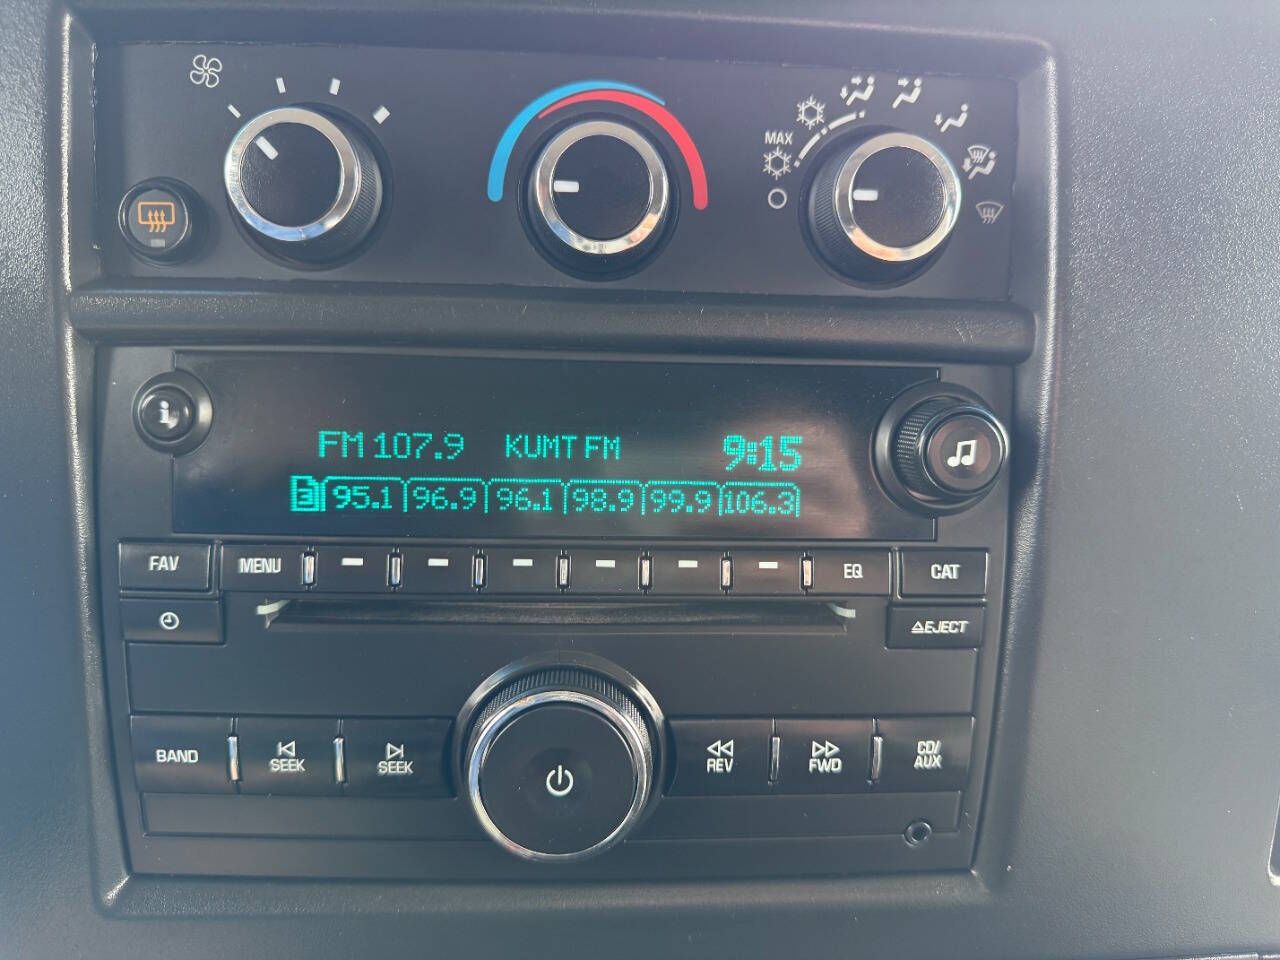 MAX
FM 107.9 KUMT FM 9:15
3 95.1 96.9 96.1 98.9 99.9 106.3
FAV MENU EQ CAT
EJECT
BAND SEEK SEEK REV FWD CD/
AUX